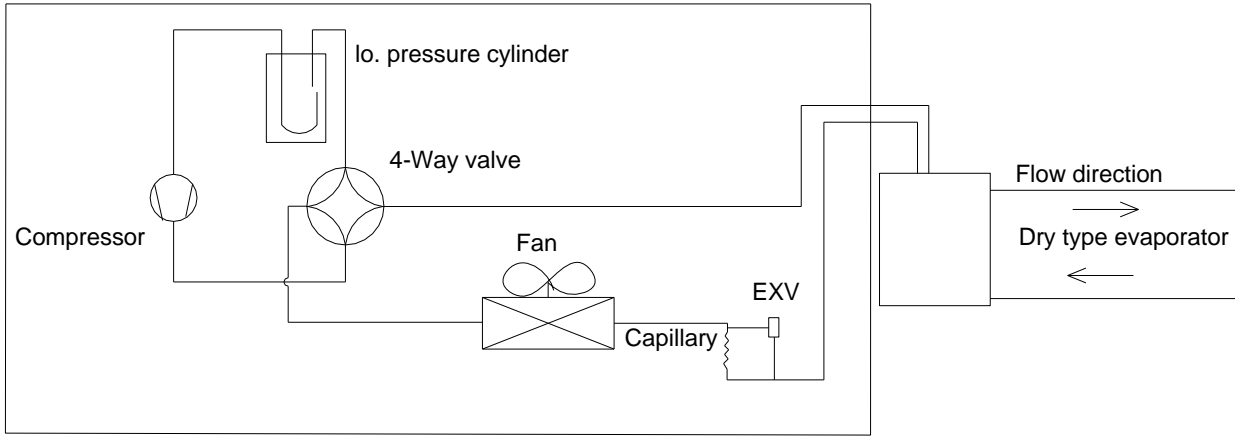 lo. pressure cylinder
4-Way valve
Flow direction
Compressor
Fan
Dry type evaporator
EXV
Capillary